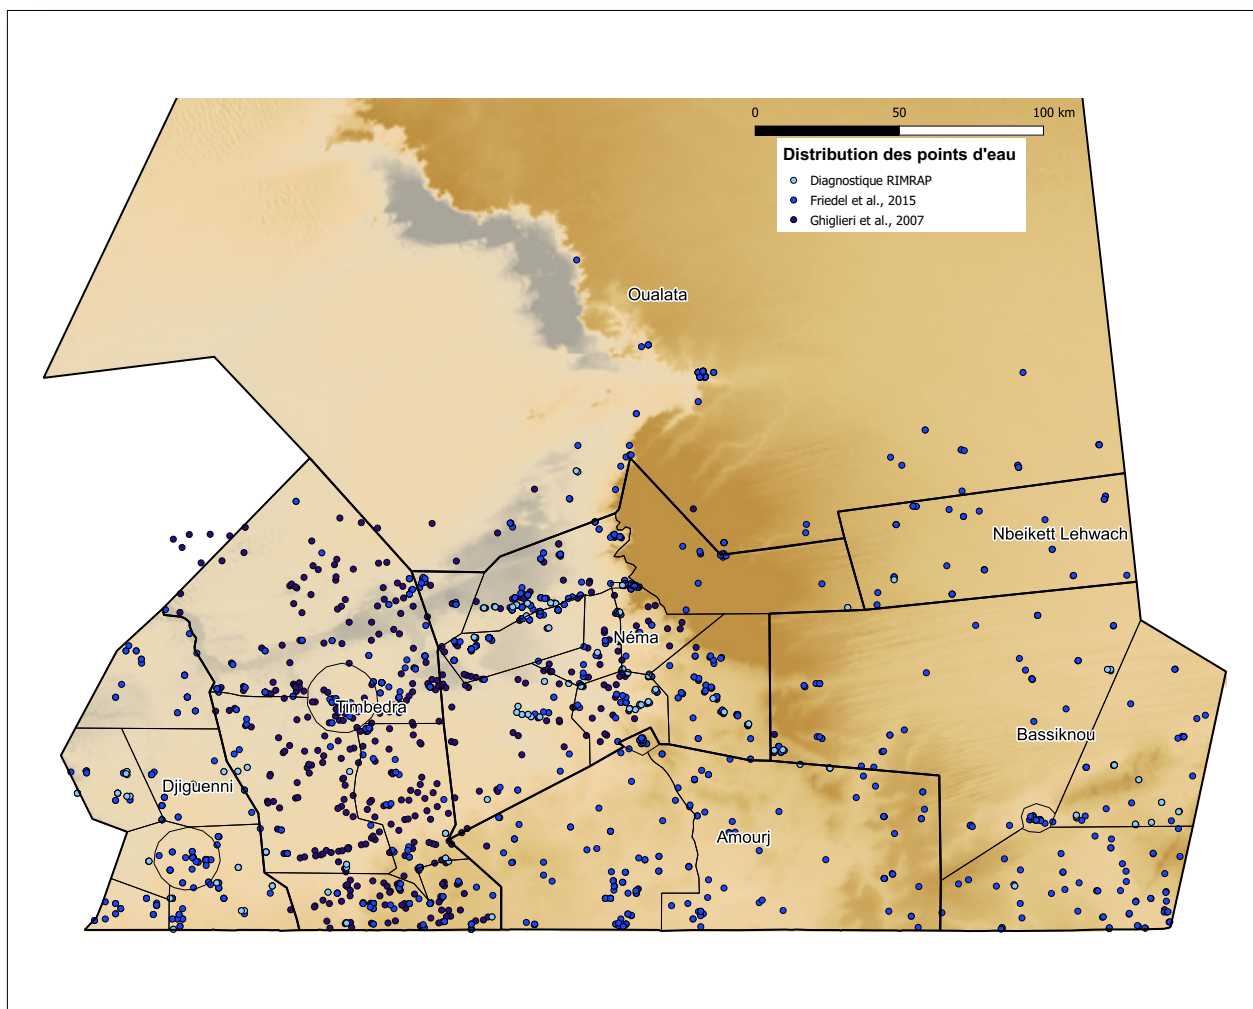 0 50 100 km
Distribution des points d'eau
Diagnostique RIMRAP
Friedel et al., 2015
Ghiglieri et al., 2007
Oualata
Nbeikett Lehwach
Néma
Timbedra
Bassiknou
Djiguenni
Amourj